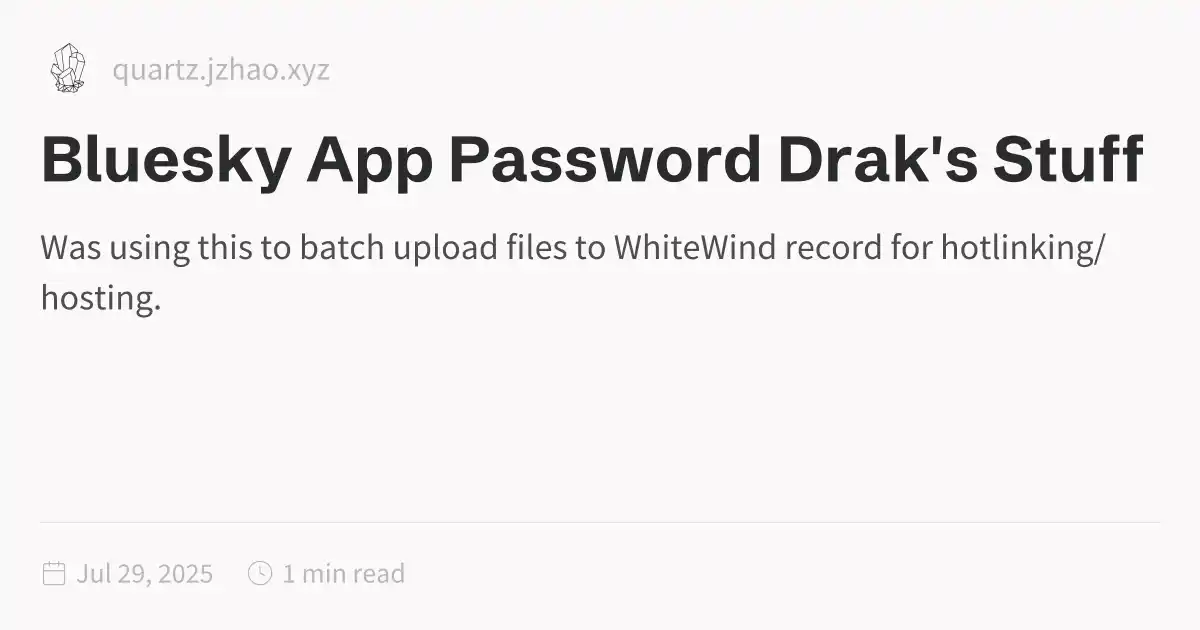 quartz.jzhao.xyz
Bluesky App Password Drak's Stuff
Was using this to batch upload files to WhiteWind record for hotlinking/
hosting.
Jul 29, 2025
1 min read